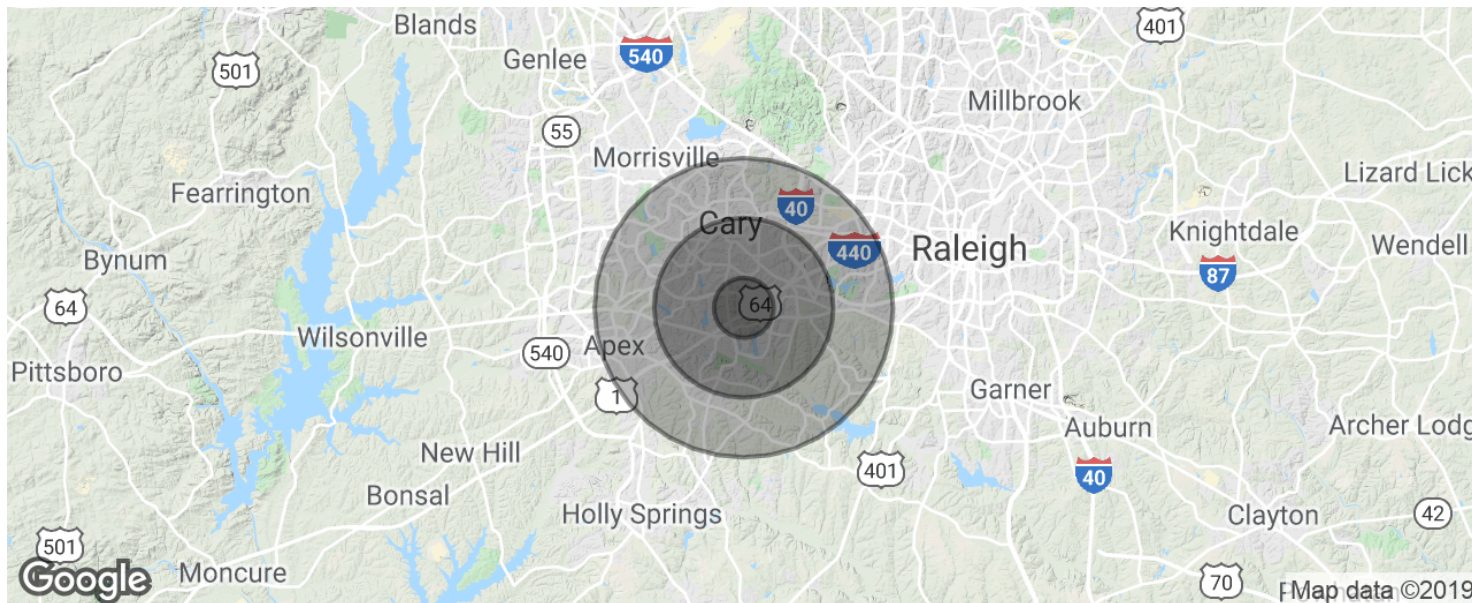 Blands
401
540
Genlee
501
Millbrook
55
Morrisville
Lizard Lick
Fearrington
40
Cary
Knightdale
Raleigh
Wendell
440
Bynum
87
64
64
Wilsonville
Apex
540
Pittsboro
Garner
1
Auburn
Archer Lodg
New Hill
401
40
Bonsal
Holly Springs
Clayton
42
501
Moncure
Google
70
Map data ©2019